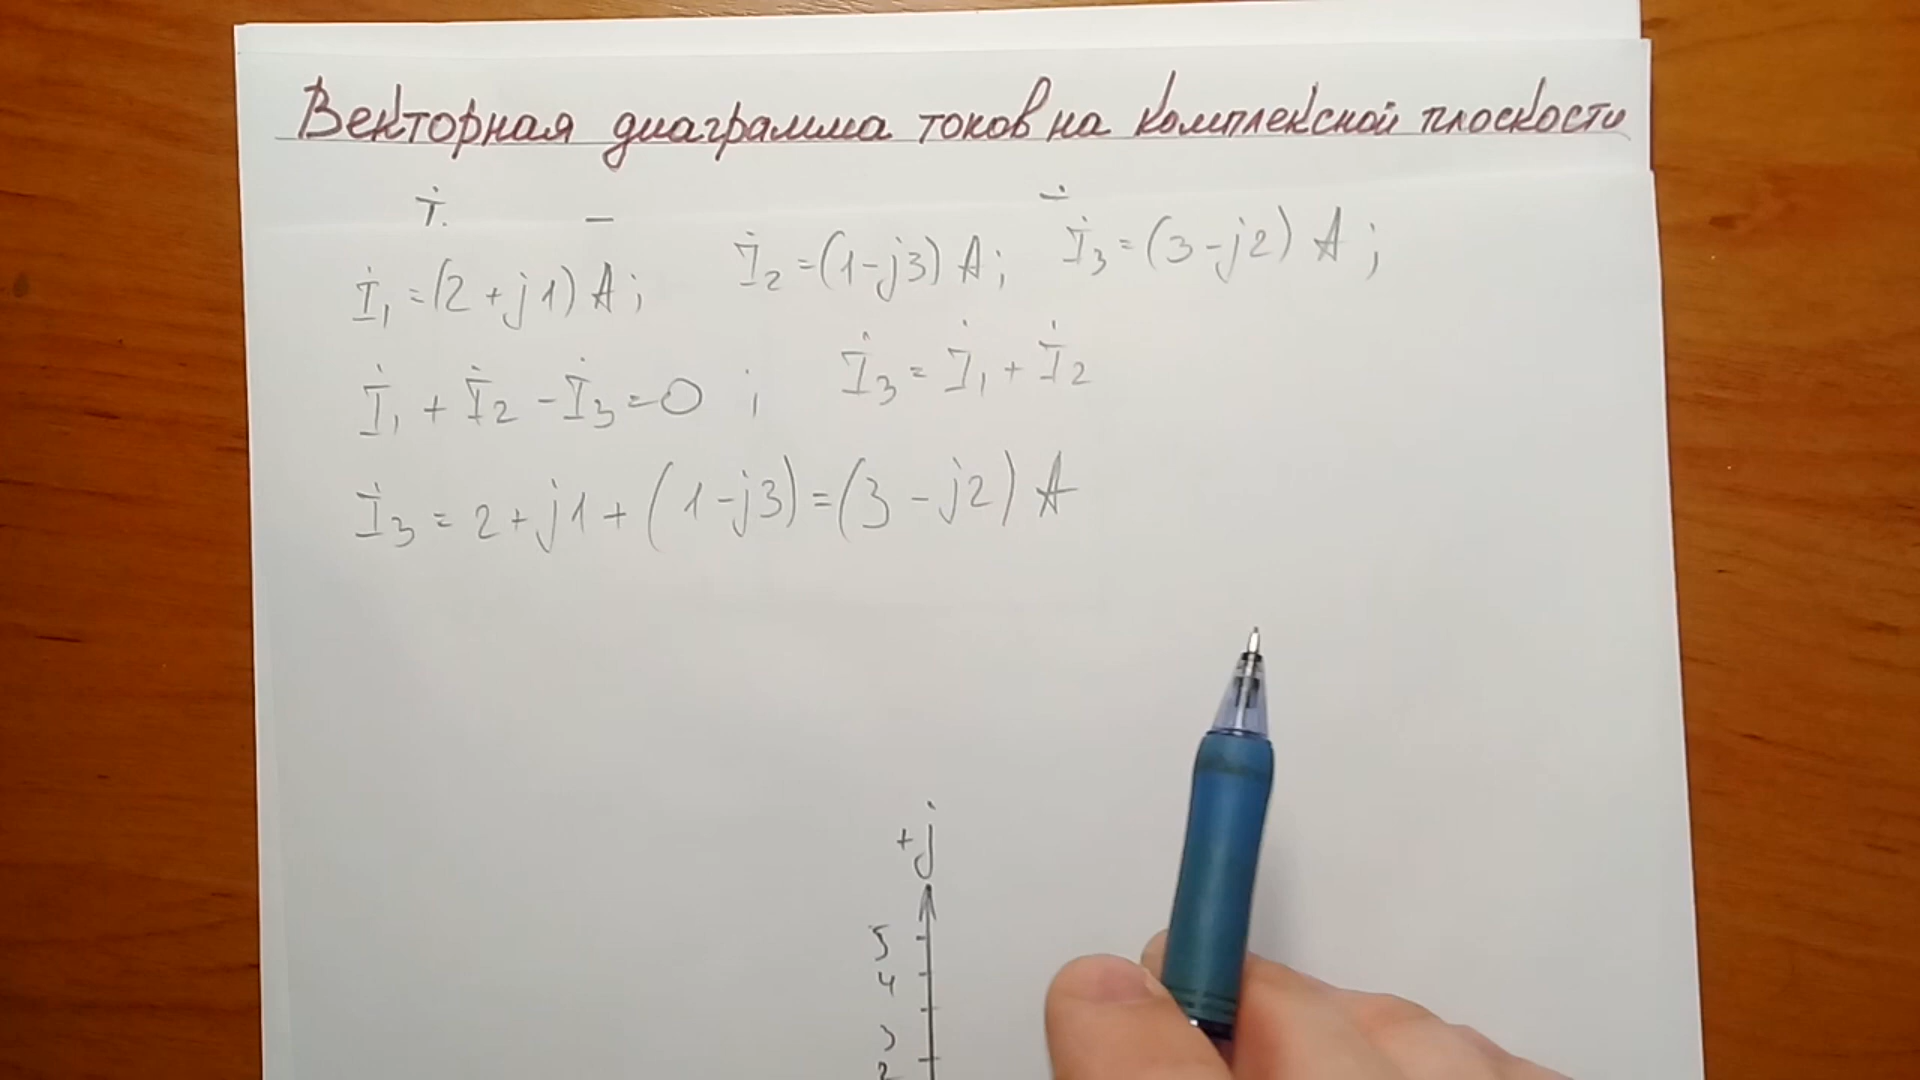 Векторная диаграмма токов на комплексной плоскости
İ₁ = (2 + j1) A; İ₂ = (1 - j3) A; İ₃ = (3 - j2) A;
İ₁ + İ₂ - İ₃ = 0 ; İ₃ = İ₁ + İ₂
İ₃ = 2 + j1 + (1 - j3) = (3 - j2) A
+j
5
4
3
2